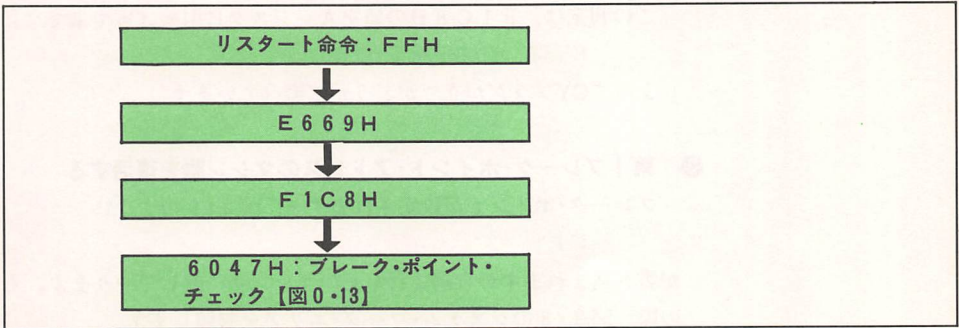 リスタート命令：FFH
E669H
F1C8H
6047H：ブレーク・ポイント・
チェック【図0・13】